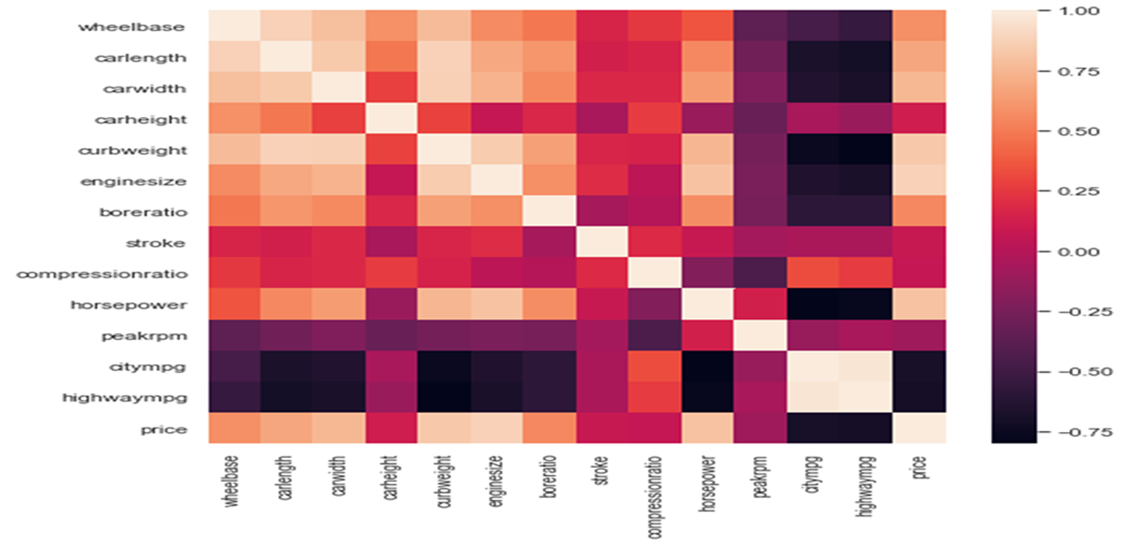 wheelbase
carlength
carwidth
carheight
curbweight
enginesize
boreratio
stroke
compressionratio
horsepower
peakrpm
citympg
highwaympg
price
wheelbase
carlength
carwidth
carheight
curbweight
enginesize
boreratio
stroke
compressionratio
horsepower
peakrpm
citympg
highwaympg
price
1.00
0.75
0.50
0.25
0.00
−0.25
−0.50
−0.75